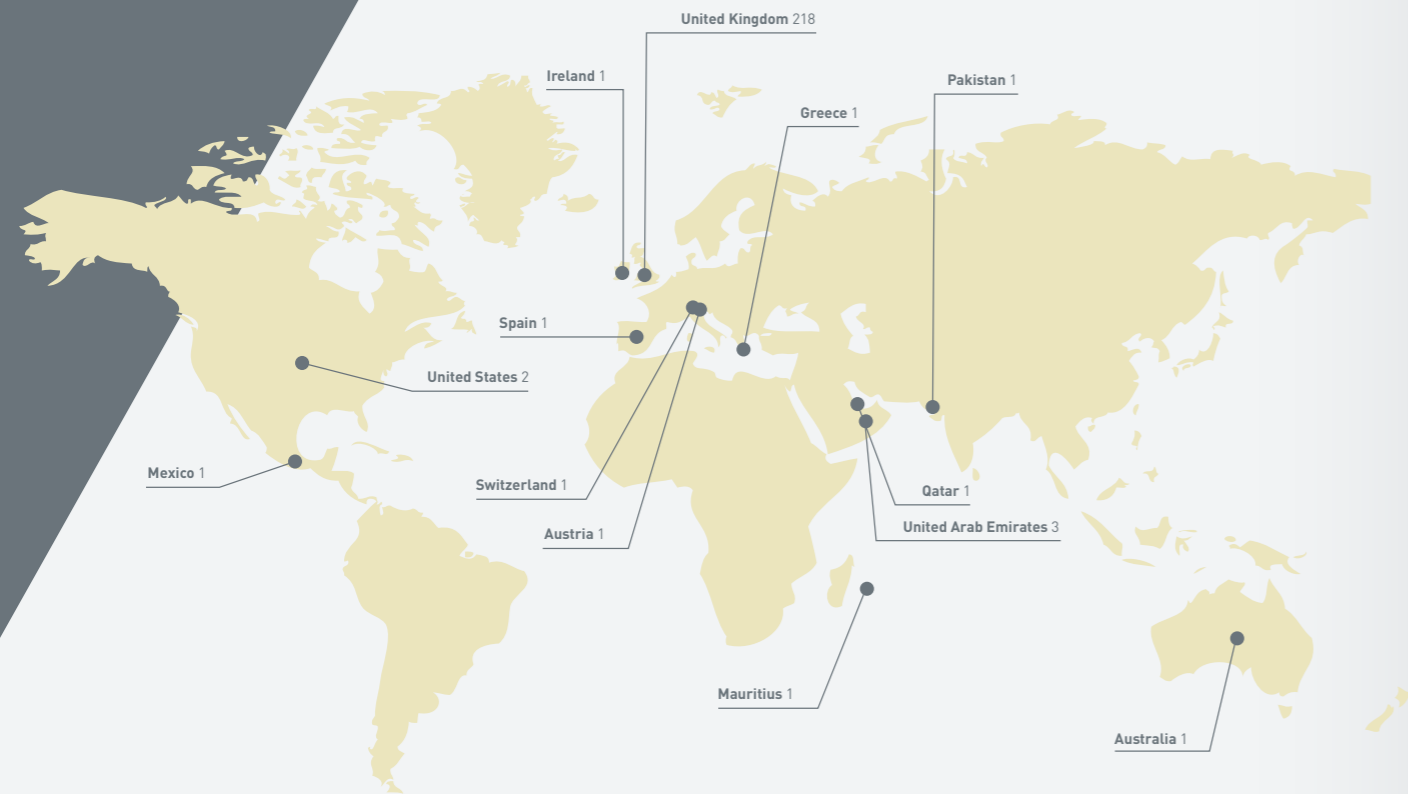 United Kingdom 218
Ireland 1
Pakistan 1
Greece 1
Spain 1
United States 2
Mexico 1
Switzerland 1
Qatar 1
United Arab Emirates 3
Austria 1
Mauritius 1
Australia 1